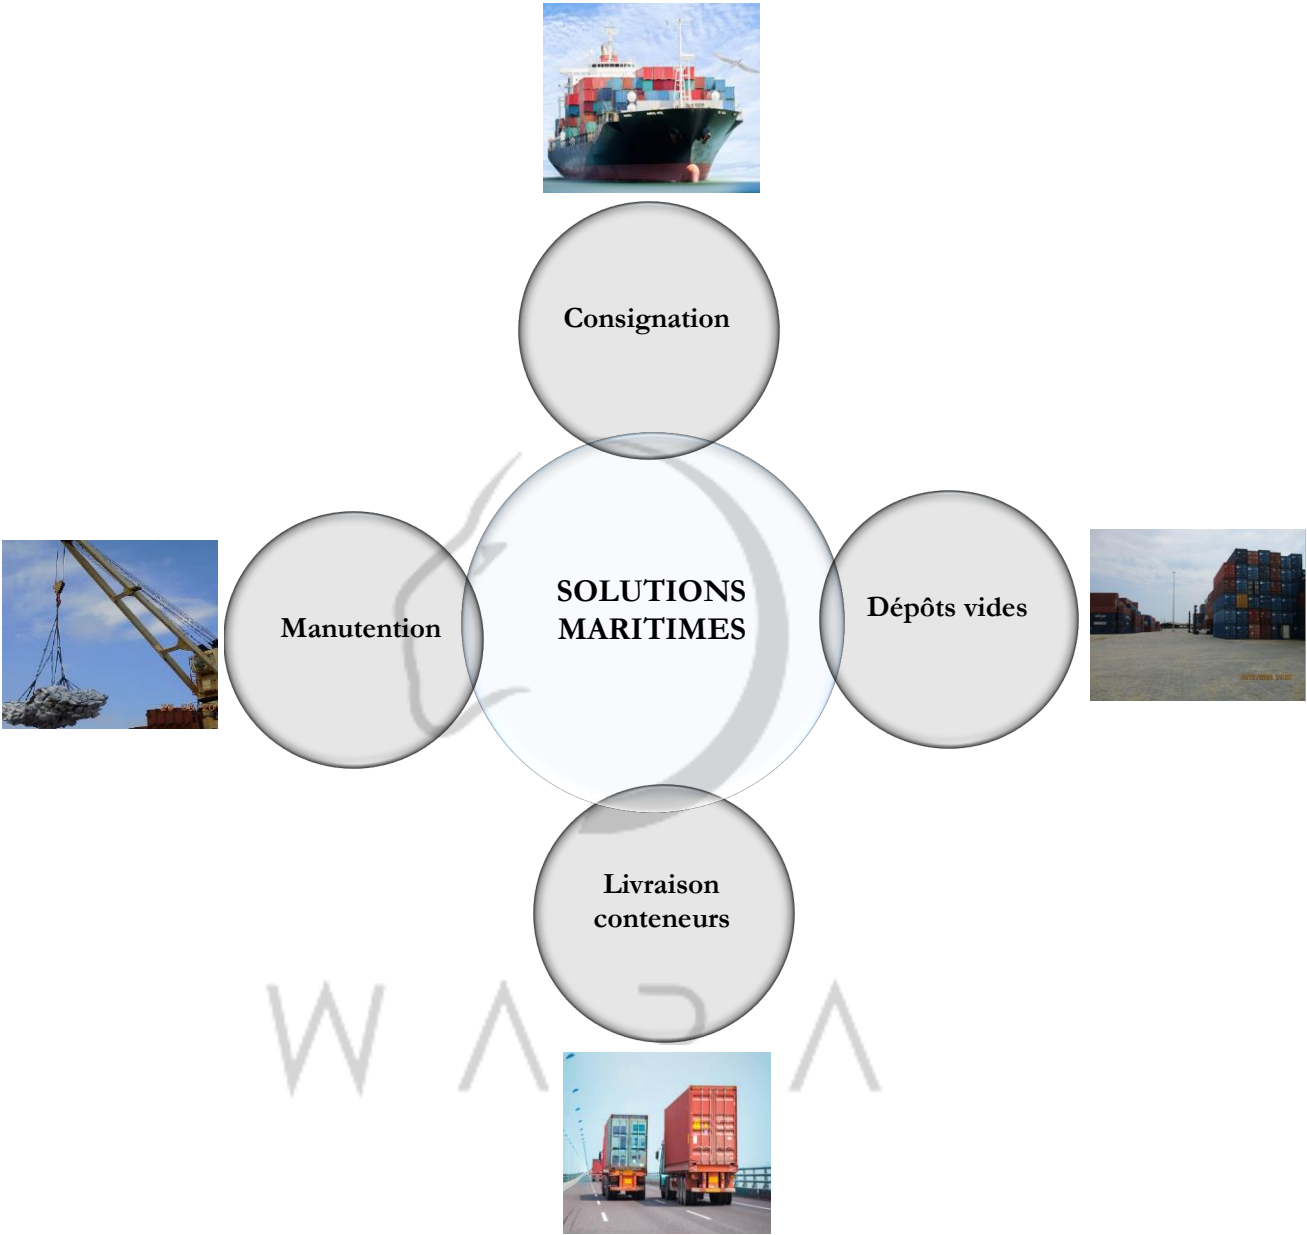 Consignation
SOLUTIONS
MARITIMES
Dépôts vides
Manutention
Livraison
conteneurs